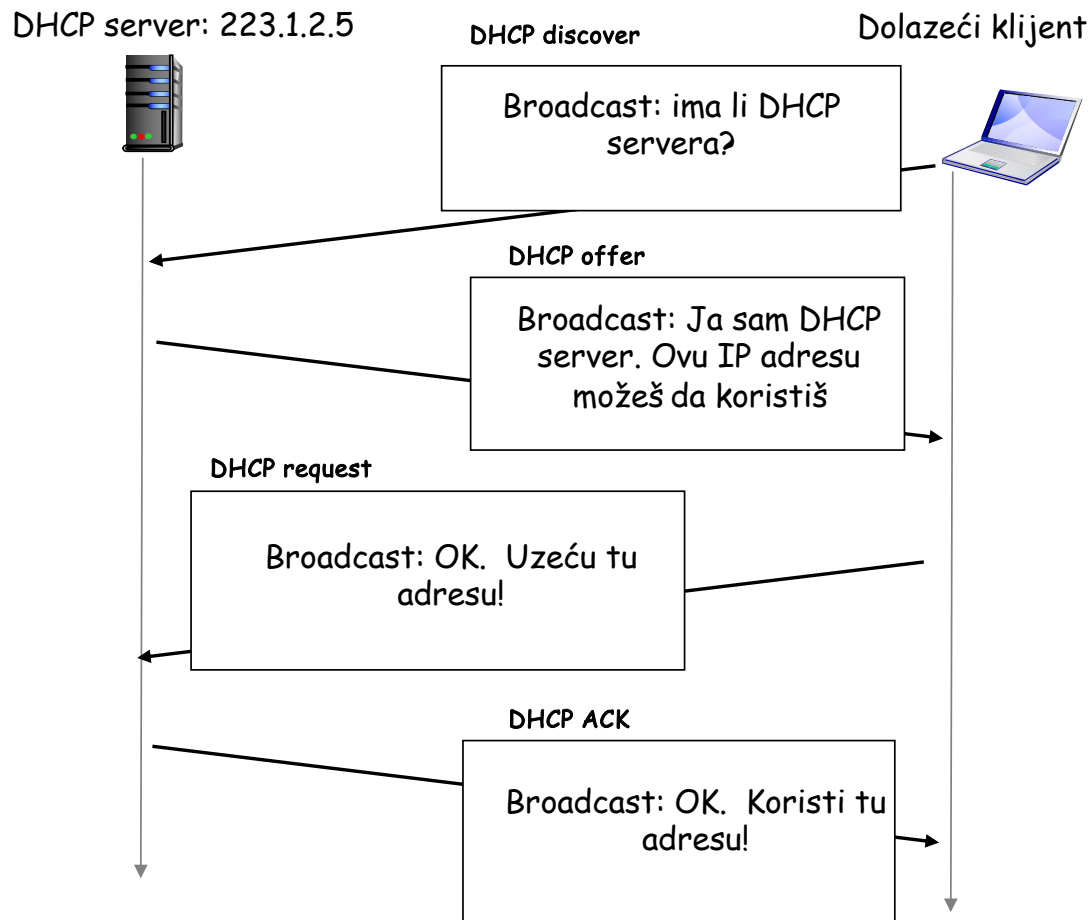 DHCP server: 223.1.2.5
DHCP discover
Dolazeći klijent
Broadcast: ima li DHCP
servera?
DHCP offer
Broadcast: Ja sam DHCP
server. Ovu IP adresu
možeš da koristiš
DHCP request
Broadcast: OK.  Uzeću tu
adresu!
DHCP ACK
Broadcast: OK.  Koristi tu
adresu!